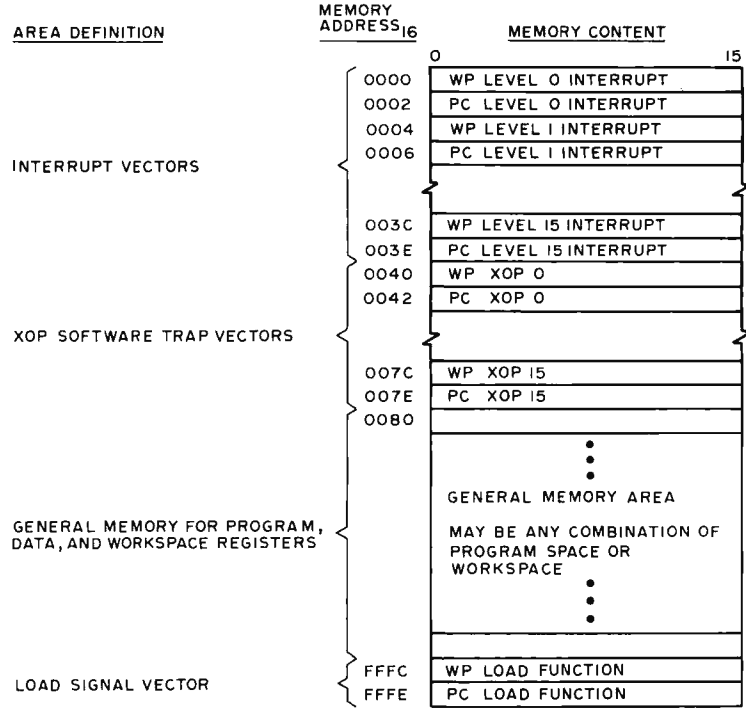 AREA DEFINITION
MEMORY ADDRESS16
MEMORY CONTENT
0 15
0000 WP LEVEL 0 INTERRUPT
0002 PC LEVEL 0 INTERRUPT
0004 WP LEVEL 1 INTERRUPT
0006 PC LEVEL 1 INTERRUPT
INTERRUPT VECTORS
003C WP LEVEL 15 INTERRUPT
003E PC LEVEL 15 INTERRUPT
0040 WP XOP 0
0042 PC XOP 0
XOP SOFTWARE TRAP VECTORS
007C WP XOP 15
007E PC XOP 15
0080
GENERAL MEMORY AREA
GENERAL MEMORY FOR PROGRAM,
DATA, AND WORKSPACE REGISTERS
MAY BE ANY COMBINATION OF
PROGRAM SPACE OR
WORKSPACE
FFFC WP LOAD FUNCTION
LOAD SIGNAL VECTOR
FFFE PC LOAD FUNCTION